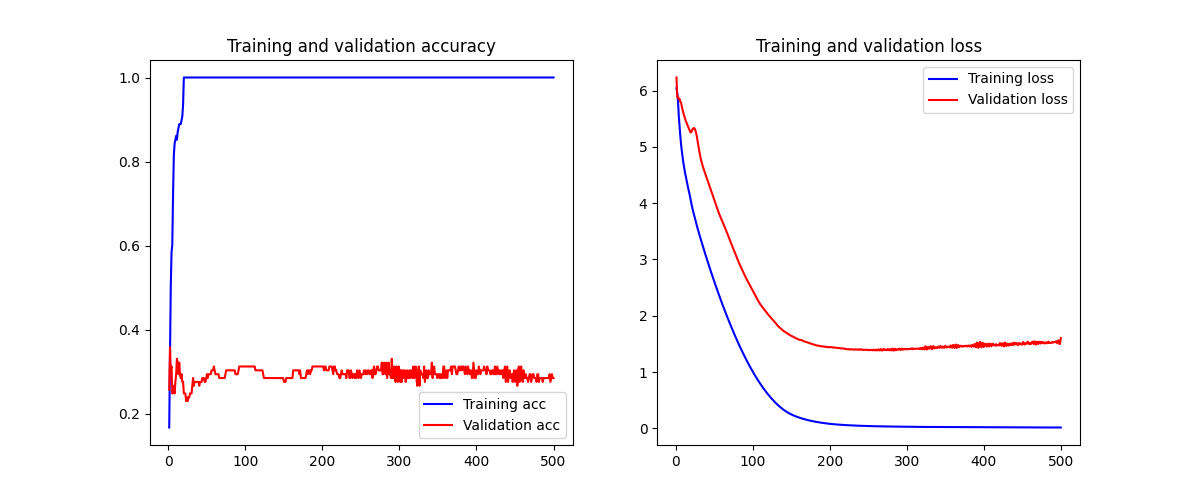 Training and validation accuracy
1.0
0.8
0.6
0.4
0.2
0 100 200 300 400 500
Training acc
Validation acc
Training and validation loss
6
5
4
3
2
1
0
0 100 200 300 400 500
Training loss
Validation loss